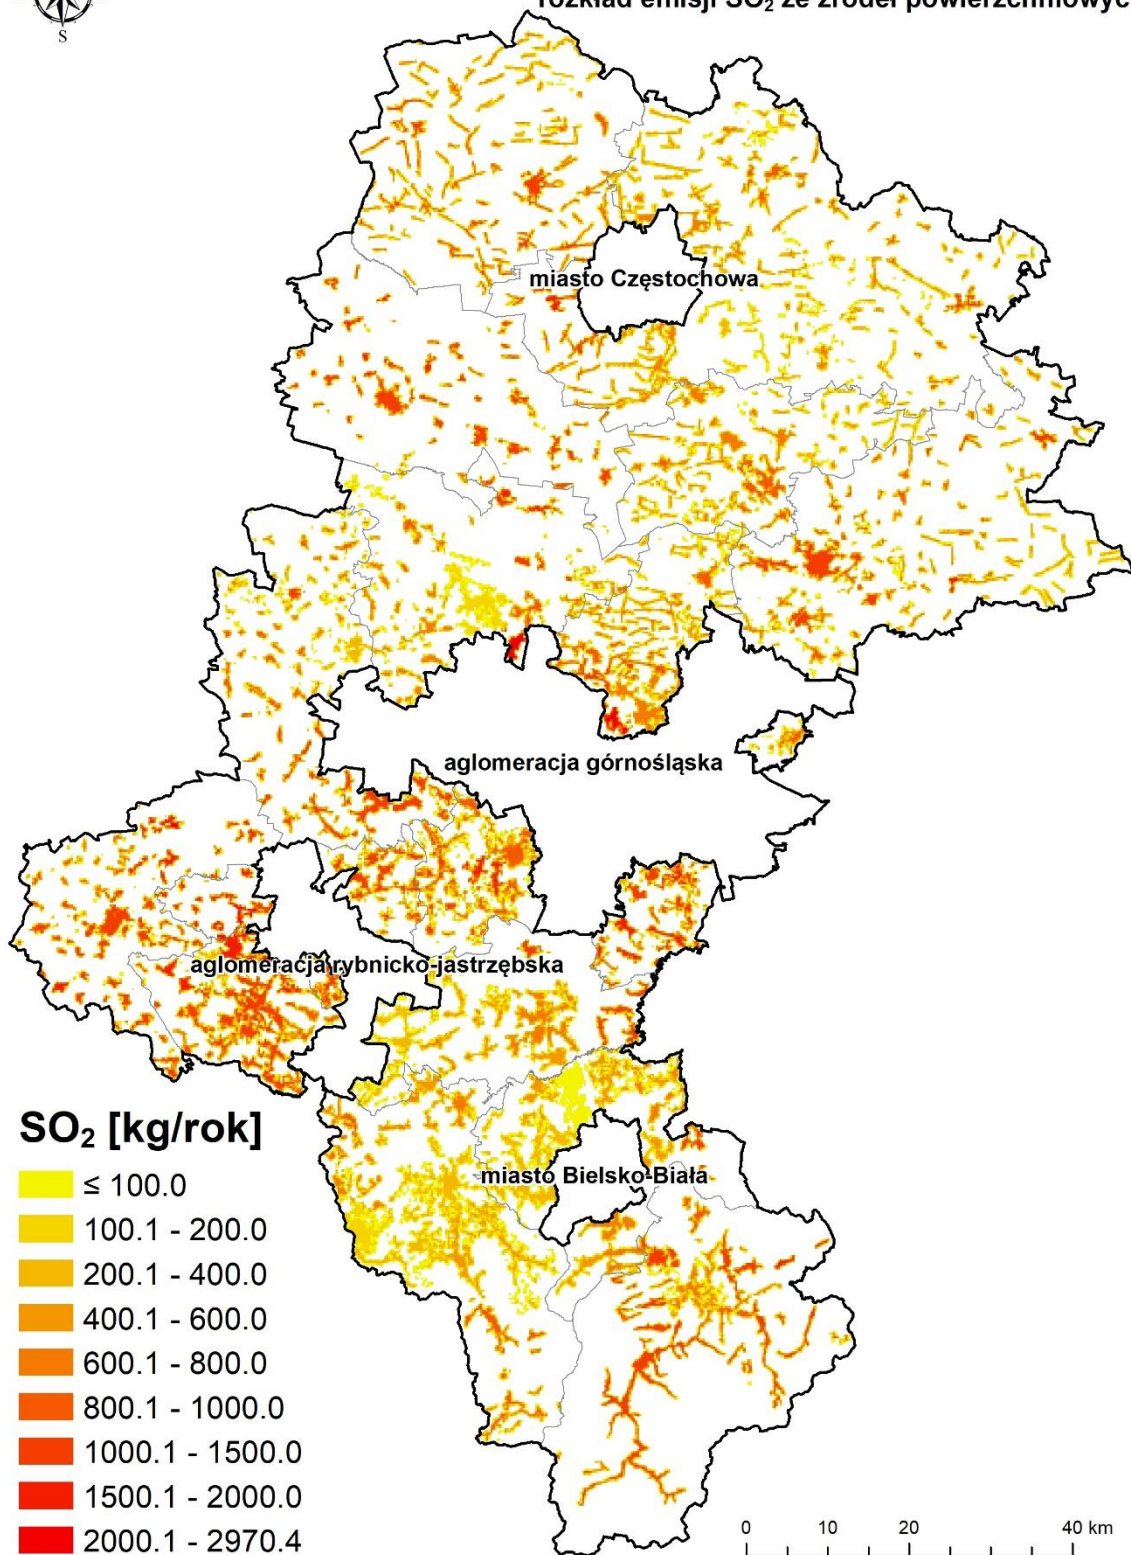 rozkład emisji SO₂ ze źródeł powierzchniowyc
S
miasto Częstochowa
aglomeracja górnośląska
aglomeracja rybnicko-jastrzębska
miasto Bielsko-Biała
SO₂ [kg/rok]
≤ 100.0
100.1 - 200.0
200.1 - 400.0
400.1 - 600.0
600.1 - 800.0
800.1 - 1000.0
1000.1 - 1500.0
1500.1 - 2000.0
2000.1 - 2970.4
0 10 20 40 km